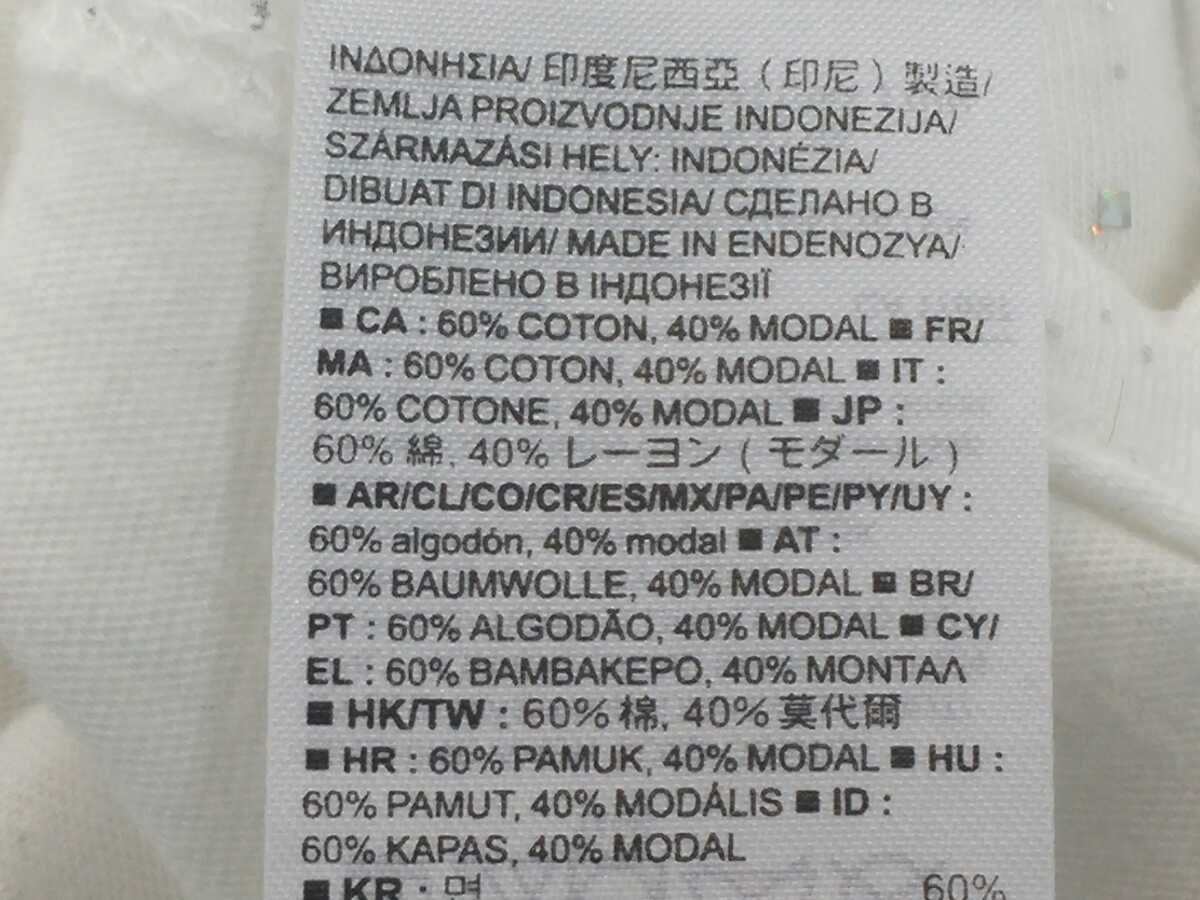 ΙΝΔΟΝΗΣΙΑ/ 印度尼西亞（印尼）製造/
ZEMLJA PROIZVODNJE INDONEZIJA/
SZÁRMAZÁSI HELY: INDONÉZIA/
DIBUAT DI INDONESIA/ СДЕЛАНО В
ИНДОНЕЗИИ/ MADE IN ENDENOZYA/
ВИРОБЛЕНО В ІНДОНЕЗІЇ
■ CA : 60% COTON, 40% MODAL ■ FR/
MA : 60% COTON, 40% MODAL ■ IT :
60% COTONE, 40% MODAL ■ JP :
60% 綿, 40% レーヨン（モダール）
■ AR/CL/CO/CR/ES/MX/PA/PE/PY/UY :
60% algodón, 40% modal ■ AT :
60% BAUMWOLLE, 40% MODAL ■ BR/
PT : 60% ALGODÃO, 40% MODAL ■ CY/
EL : 60% ΒΑΜΒΑΚΕΡΟ, 40% ΜΟΝΤΑΛ
■ HK/TW : 60% 棉, 40% 莫代爾
■ HR : 60% PAMUK, 40% MODAL ■ HU :
60% PAMUT, 40% MODÁLIS ■ ID :
60% KAPAS, 40% MODAL
■ KR : 면 60%